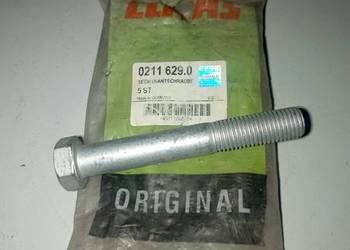 CLAAS
0211 629.0
SECHSKANTSCHRAUBE
5 ST
ORIGINAL